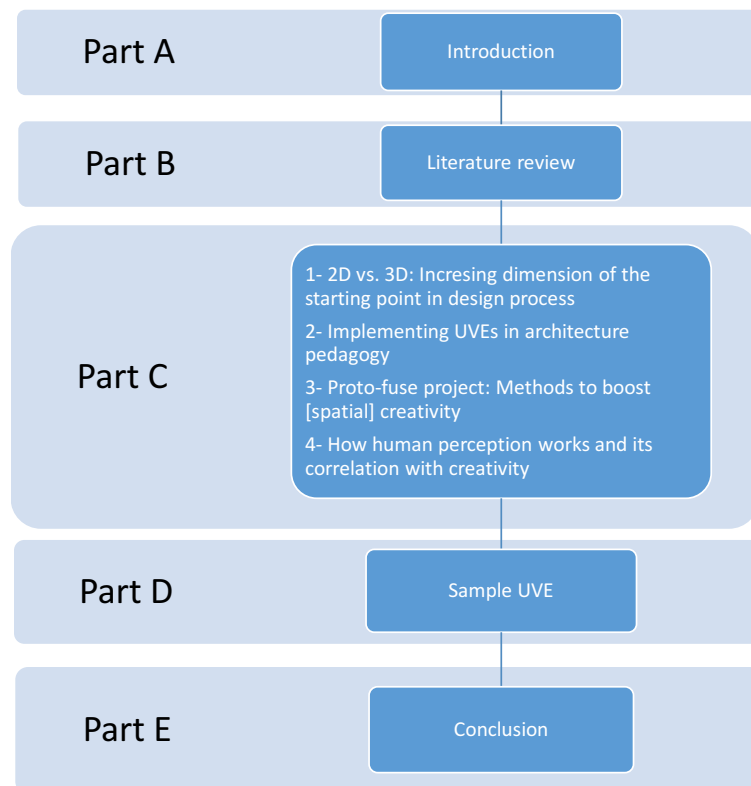 Part A
Introduction
Part B
Literature review
Part C
1- 2D vs. 3D: Incresing dimension of the
starting point in design process
2- Implementing UVEs in architecture
pedagogy
3- Proto-fuse project: Methods to boost
[spatial] creativity
4- How human perception works and its
correlation with creativity
Part D
Sample UVE
Part E
Conclusion